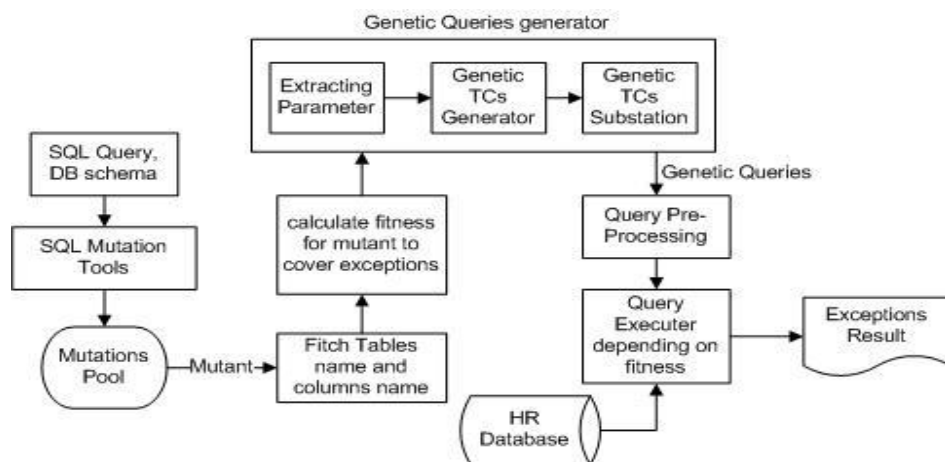 Genetic Queries generator
Extracting
Parameter
Genetic
TCs
Generator
Genetic
TCs
Substation
SQL Query,
DB schema
SQL Mutation
Tools
Mutations
Pool
Mutant
Fitch Tables
name and
columns name
calculate fitness
for mutant to
cover exceptions
Genetic Queries
Query Pre-
Processing
Query
Executer
depending on
fitness
HR
Database
Exceptions
Result